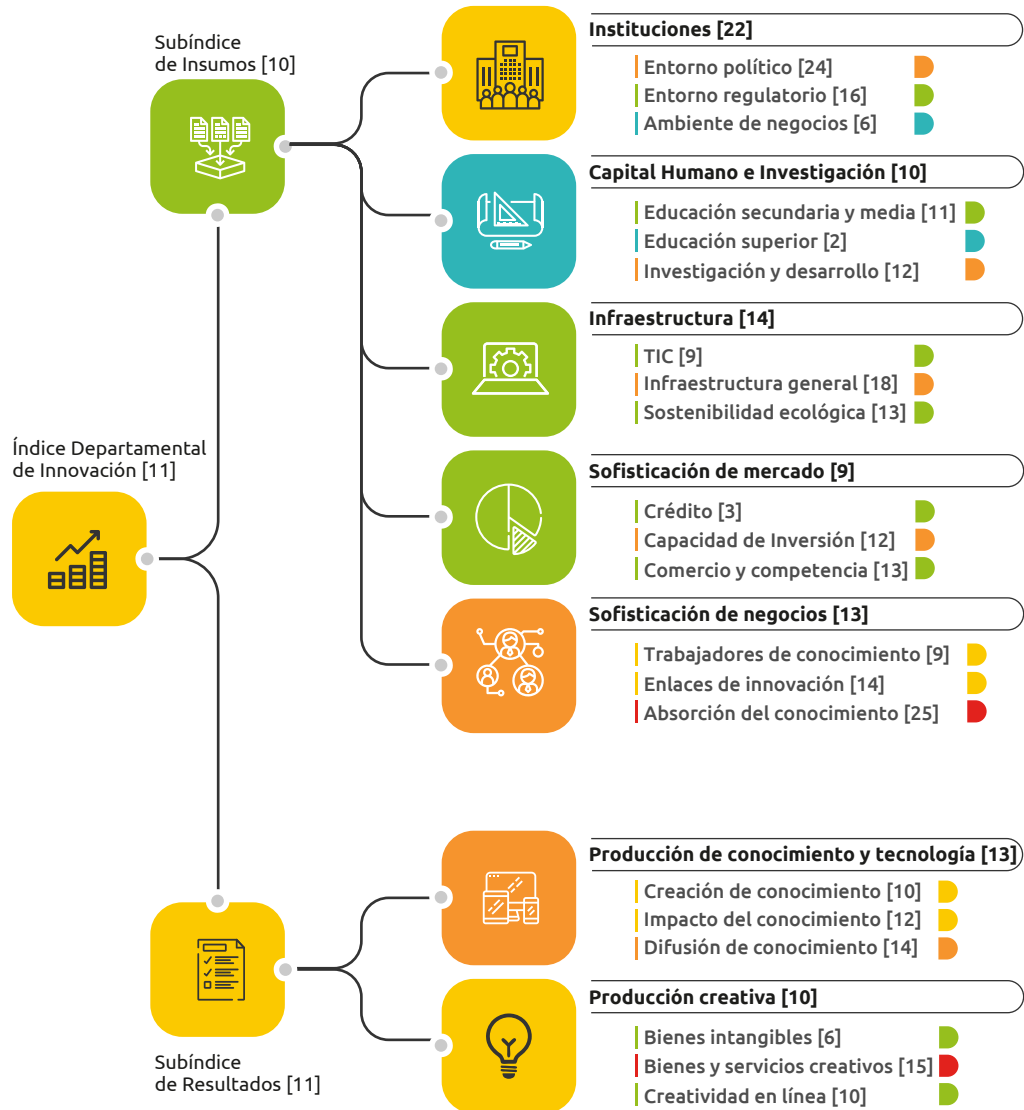 Subíndice
de Insumos [10]
Instituciones [22]
Entorno político [24]
Entorno regulatorio [16]
Ambiente de negocios [6]
Capital Humano e Investigación [10]
Educación secundaria y media [11]
Educación superior [2]
Investigación y desarrollo [12]
Infraestructura [14]
TIC [9]
Infraestructura general [18]
Sostenibilidad ecológica [13]
Índice Departamental
de Innovación [11]
Sofisticación de mercado [9]
Crédito [3]
Capacidad de Inversión [12]
Comercio y competencia [13]
Sofisticación de negocios [13]
Trabajadores de conocimiento [9]
Enlaces de innovación [14]
Absorción del conocimiento [25]
Producción de conocimiento y tecnología [13]
Creación de conocimiento [10]
Impacto del conocimiento [12]
Difusión de conocimiento [14]
Producción creativa [10]
Bienes intangibles [6]
Bienes y servicios creativos [15]
Creatividad en línea [10]
Subíndice
de Resultados [11]